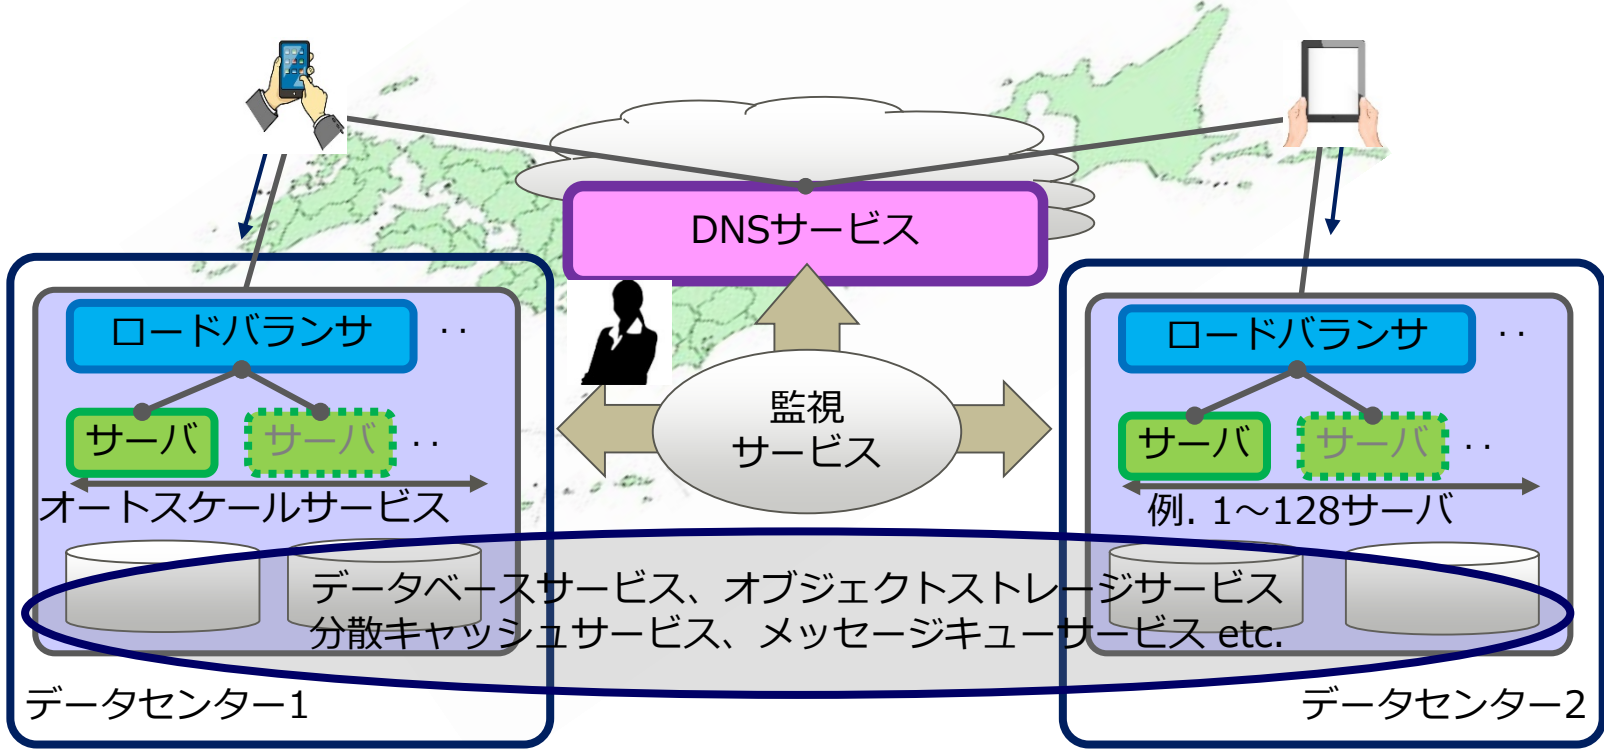 DNSサービス
ロードバランサ ‥
サーバ サーバ ‥
オートスケールサービス
監視
サービス
ロードバランサ ‥
サーバ サーバ ‥
例. 1～128サーバ
データベースサービス、オブジェクトストレージサービス
分散キャッシュサービス、メッセージキューサービス etc.
データセンター1
データセンター2